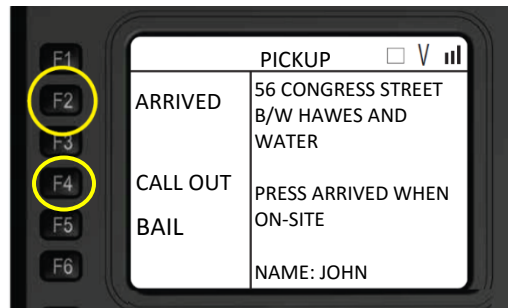 F1
F2
F3
F4
F5
F6
PICKUP V
ARRIVED
CALL OUT
BAIL
56 CONGRESS STREET
B/W HAWES AND
WATER
PRESS ARRIVED WHEN
ON-SITE
NAME: JOHN